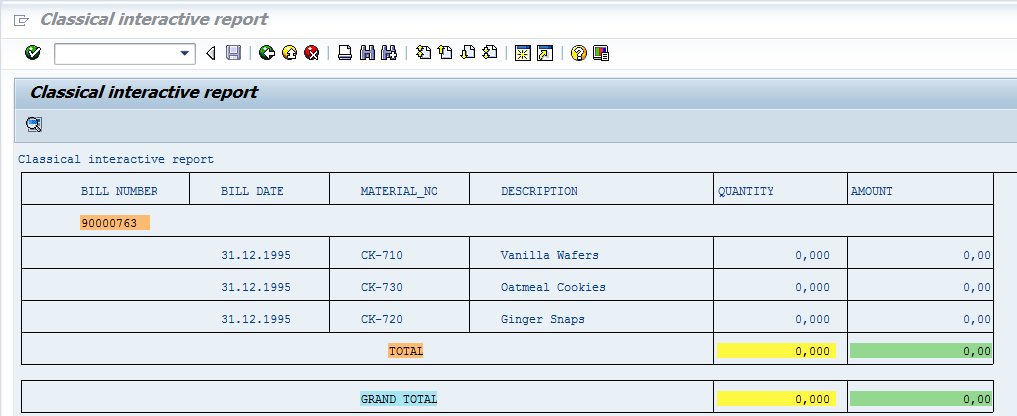 Classical interactive report
Classical interactive report
Classical interactive report
BILL NUMBER BILL DATE MATERIAL_NO DESCRIPTION QUANTITY AMOUNT
90000763
31.12.1995 CK-710 Vanilla Wafers 0,000 0,00
31.12.1995 CK-730 Oatmeal Cookies 0,000 0,00
31.12.1995 CK-720 Ginger Snaps 0,000 0,00
TOTAL 0,000 0,00
GRAND TOTAL 0,000 0,00